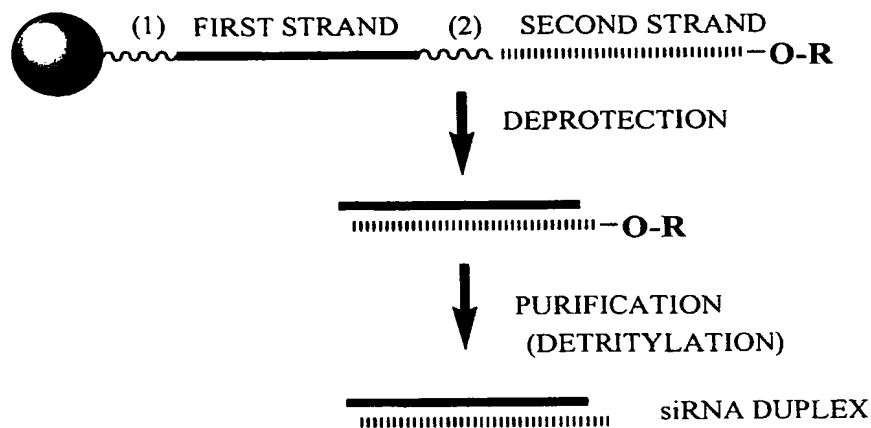 (1) FIRST STRAND (2) SECOND STRAND
O-R
DEPROTECTION
O-R
PURIFICATION
(DETRITYLATION)
siRNA DUPLEX